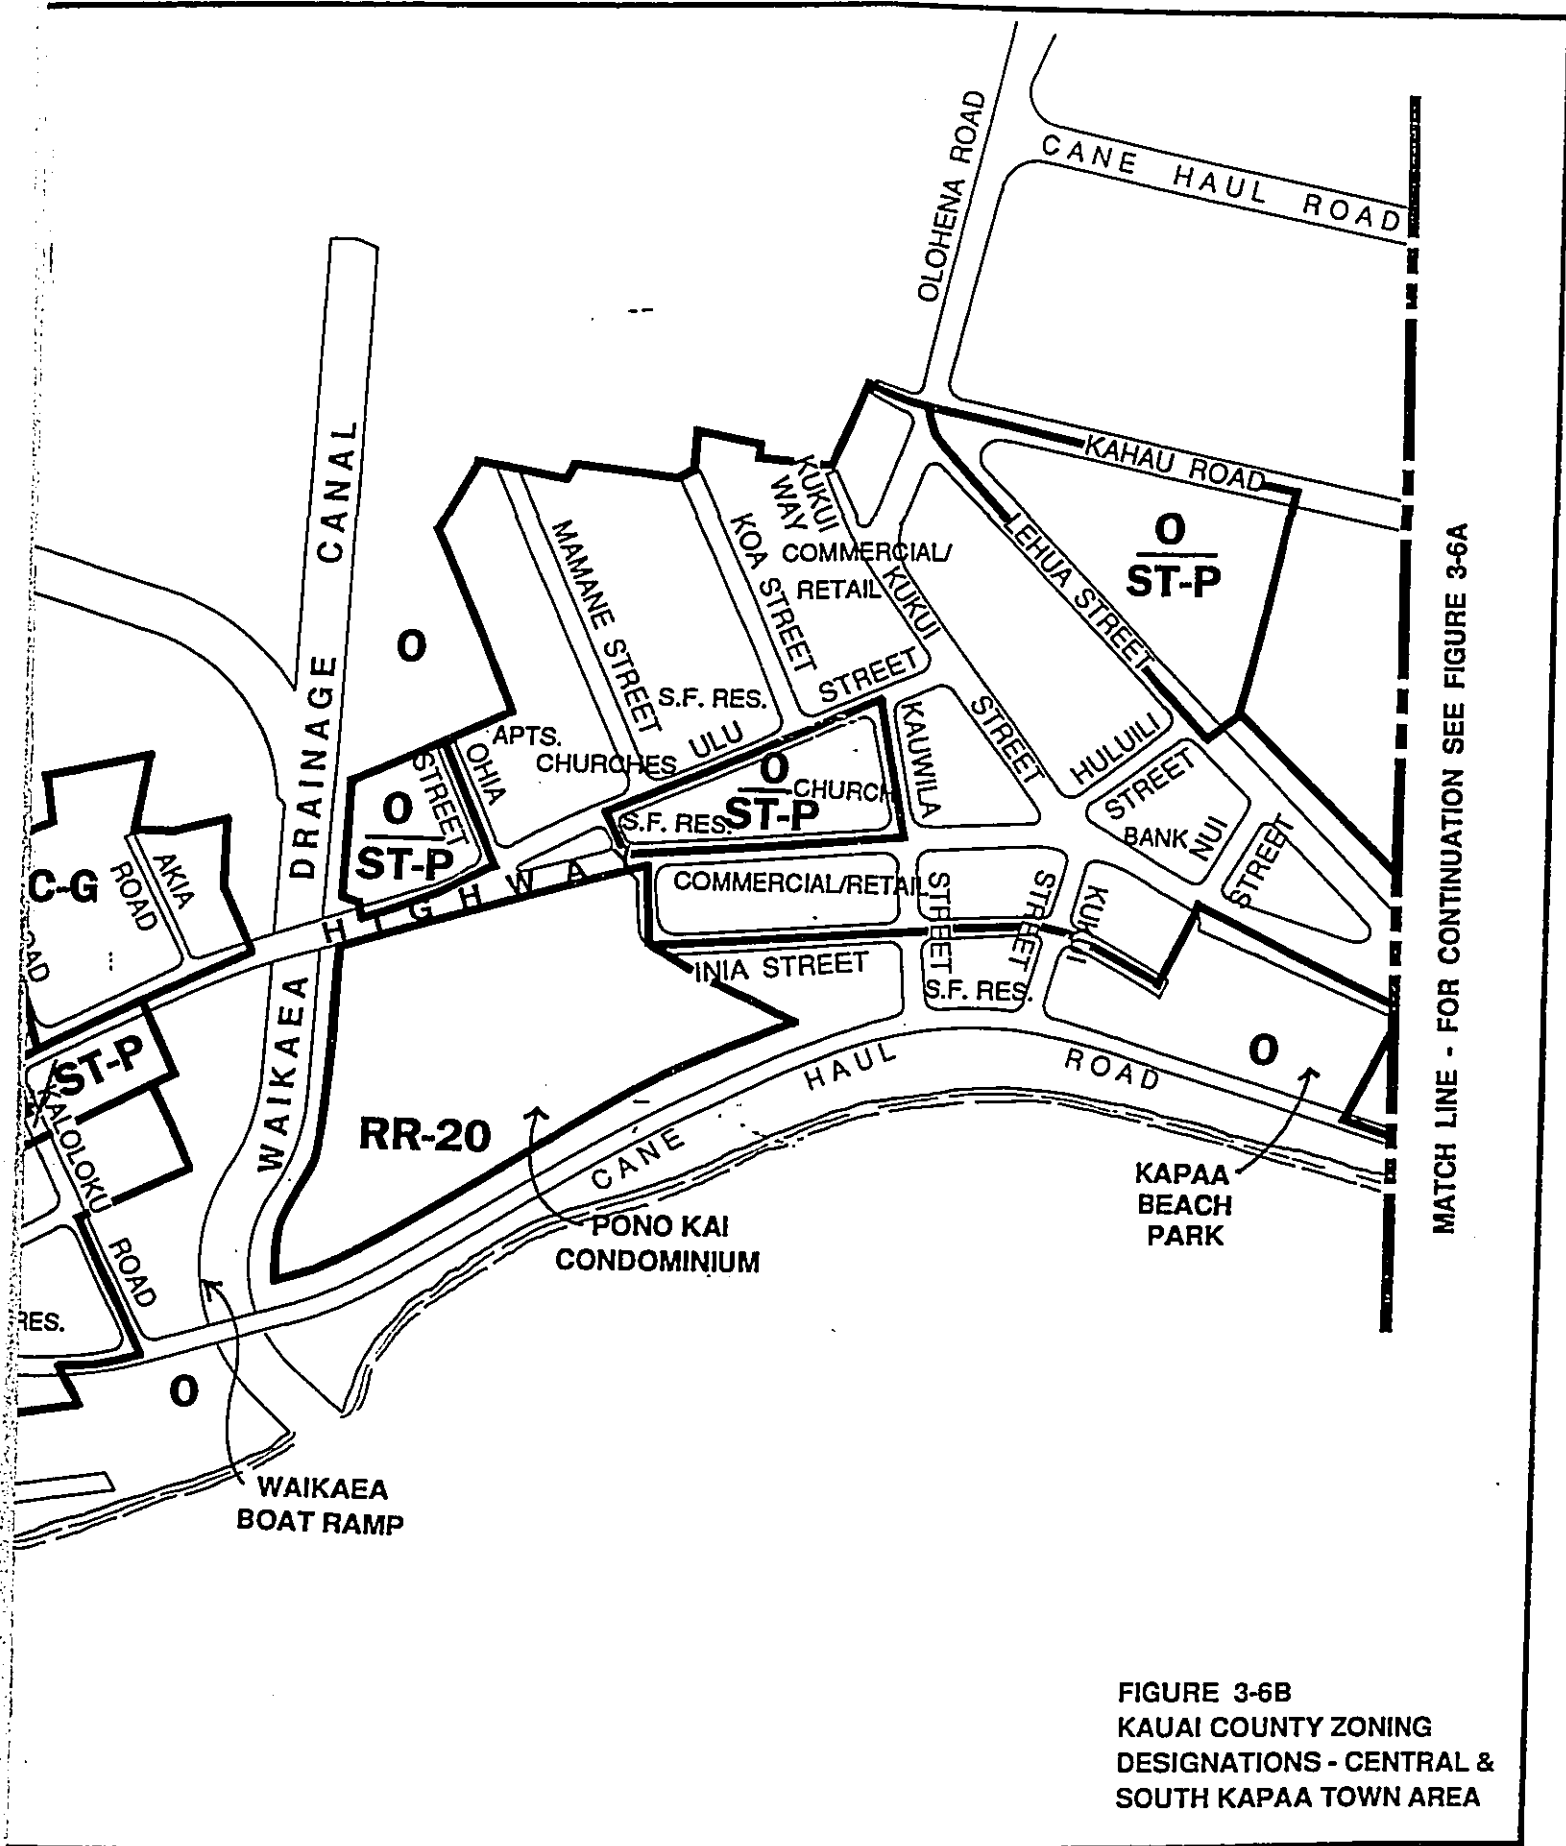 OLOHENA ROAD
CANE HAUL ROAD
KAHAU ROAD
LEHUA STREET
O
ST-P
MATCH LINE - FOR CONTINUATION SEE FIGURE 3-6A
WAIKAEA DRAINAGE CANAL
O
MAMANE STREET
KOA STREET
KUKUI
WAY
COMMERCIAL/
RETAIL
KUKUI
STREET
S.F. RES.
ULU
STREET
APTS.
CHURCHES
OHIA
STREET
O
ST-P
O
ST-P
CHURCH
S.F. RES.
KAUWILA
STREET
HULUILI
STREET
BANK
NUI
STREET
C-G
AKIA
ROAD
HIGHWA
COMMERCIAL/RETAIL
STREET
KUKUI
STREET
INIA STREET
S.F. RES.
ST-P
RR-20
O
CANE HAUL ROAD
ROAD
RES.
O
PONO KAI
CONDOMINIUM
KAPAA
BEACH
PARK
WAIKAEA
BOAT RAMP
FIGURE 3-6B
KAUAI COUNTY ZONING
DESIGNATIONS - CENTRAL &
SOUTH KAPAA TOWN AREA